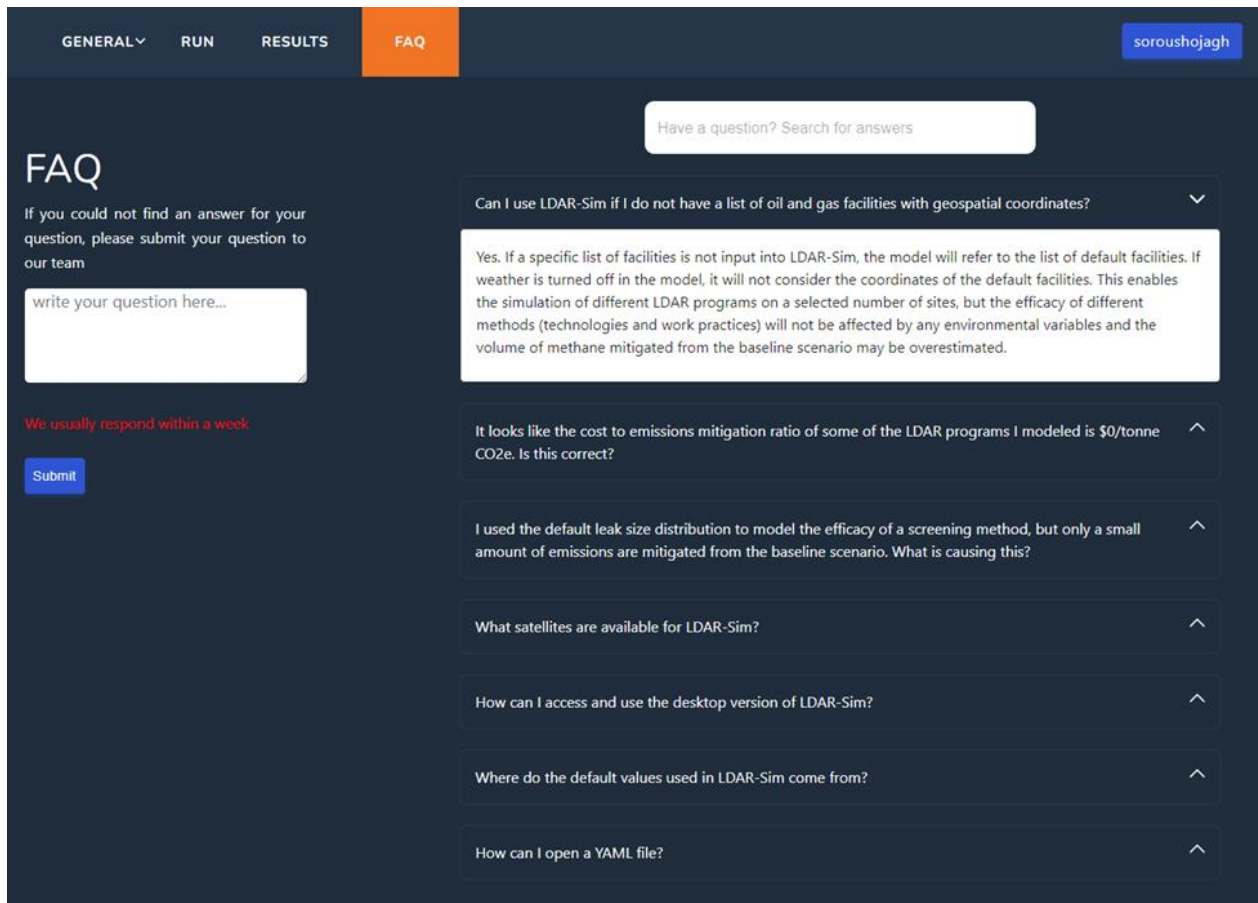 GENERAL RUN RESULTS FAQ soroushojagh
Have a question? Search for answers
FAQ
If you could not find an answer for your
question, please submit your question to
our team
write your question here...
We usually respond within a week
Submit
Can I use LDAR-Sim if I do not have a list of oil and gas facilities with geospatial coordinates?
Yes. If a specific list of facilities is not input into LDAR-Sim, the model will refer to the list of default facilities. If
weather is turned off in the model, it will not consider the coordinates of the default facilities. This enables
the simulation of different LDAR programs on a selected number of sites, but the efficacy of different
methods (technologies and work practices) will not be affected by any environmental variables and the
volume of methane mitigated from the baseline scenario may be overestimated.
It looks like the cost to emissions mitigation ratio of some of the LDAR programs I modeled is $0/tonne
CO2e. Is this correct?
I used the default leak size distribution to model the efficacy of a screening method, but only a small
amount of emissions are mitigated from the baseline scenario. What is causing this?
What satellites are available for LDAR-Sim?
How can I access and use the desktop version of LDAR-Sim?
Where do the default values used in LDAR-Sim come from?
How can I open a YAML file?